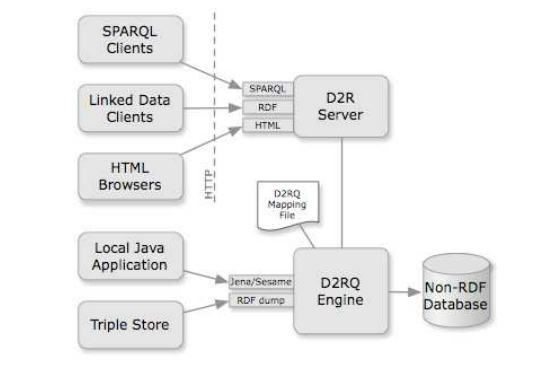 SPARQL
Clients
Linked Data
Clients
HTML
Browsers
HTTP
SPARQL
RDF
HTML
D2R
Server
D2RQ
Mapping
File
Local Java
Application
Triple Store
Jena/Sesame
RDF dump
D2RQ
Engine
Non-RDF
Database